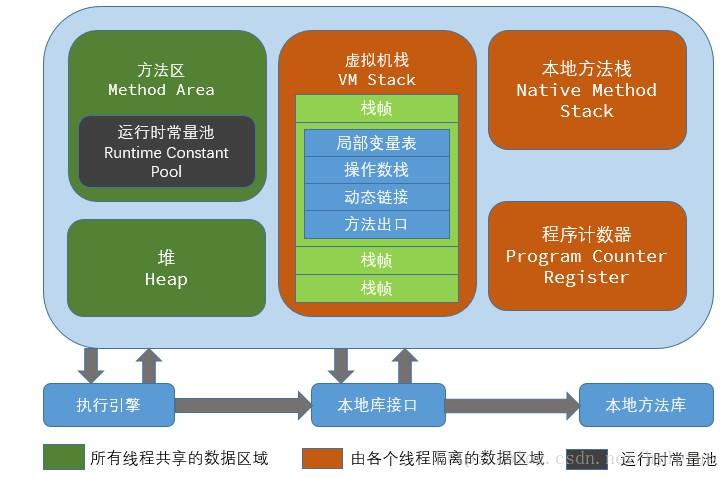 方法区
Method Area
运行时常量池
Runtime Constant
Pool
堆
Heap
虚拟机栈
VM Stack
栈帧
局部变量表
操作数栈
动态链接
方法出口
栈帧
栈帧
本地方法栈
Native Method
Stack
程序计数器
Program Counter
Register
执行引擎
本地库接口
本地方法库
所有线程共享的数据区域
由各个线程隔离的数据区域
运行时常量池